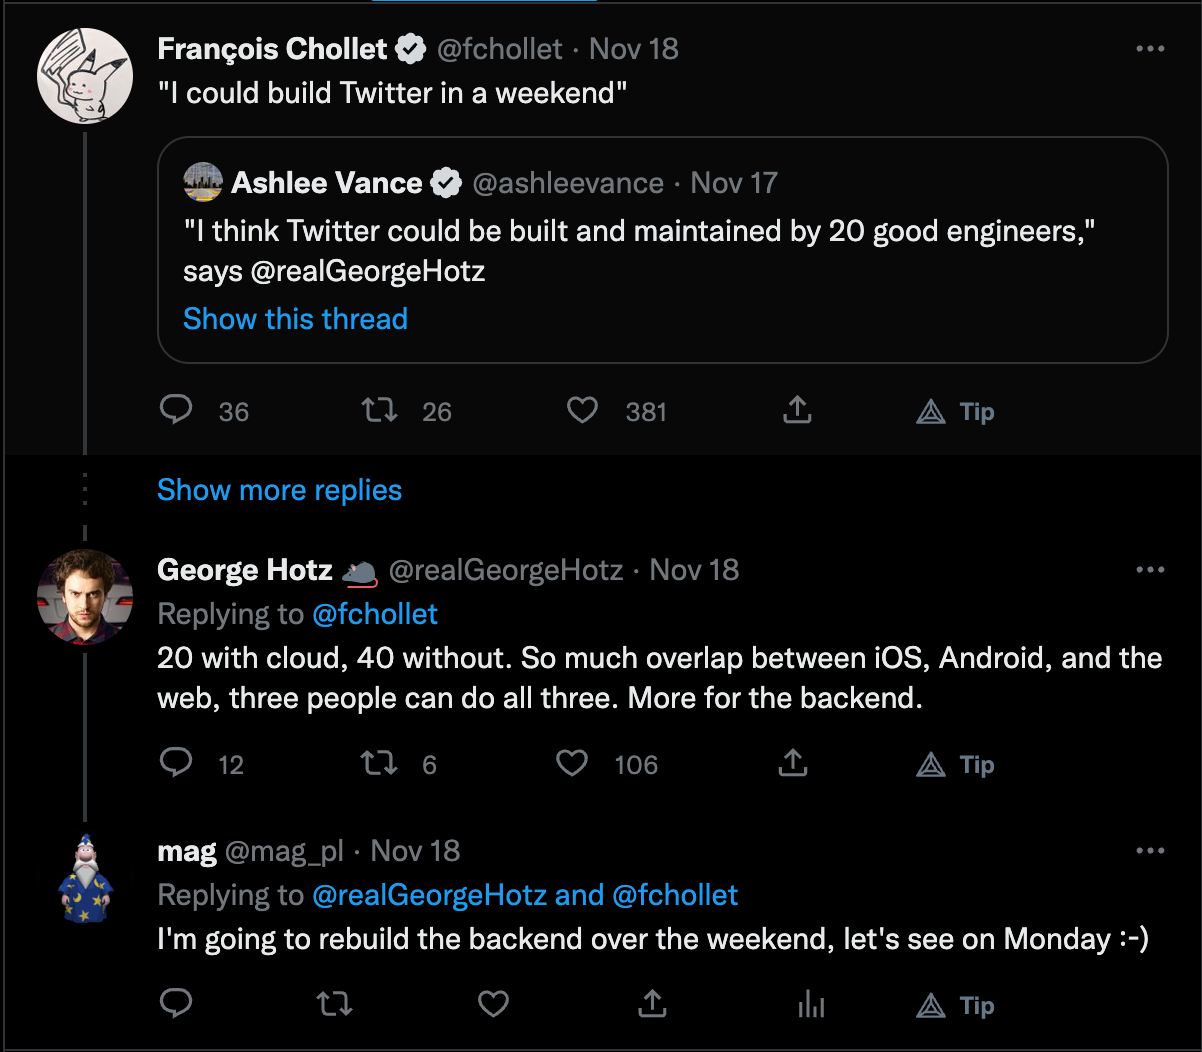 François Chollet @fchollet · Nov 18
"I could build Twitter in a weekend"
Ashlee Vance @ashleevance · Nov 17
"I think Twitter could be built and maintained by 20 good engineers,"
says @realGeorgeHotz
Show this thread
36 26 381 Tip
Show more replies
George Hotz 🐀 @realGeorgeHotz · Nov 18
Replying to @fchollet
20 with cloud, 40 without. So much overlap between iOS, Android, and the
web, three people can do all three. More for the backend.
12 6 106 Tip
mag @mag_pl · Nov 18
Replying to @realGeorgeHotz and @fchollet
I'm going to rebuild the backend over the weekend, let's see on Monday :-)
Tip